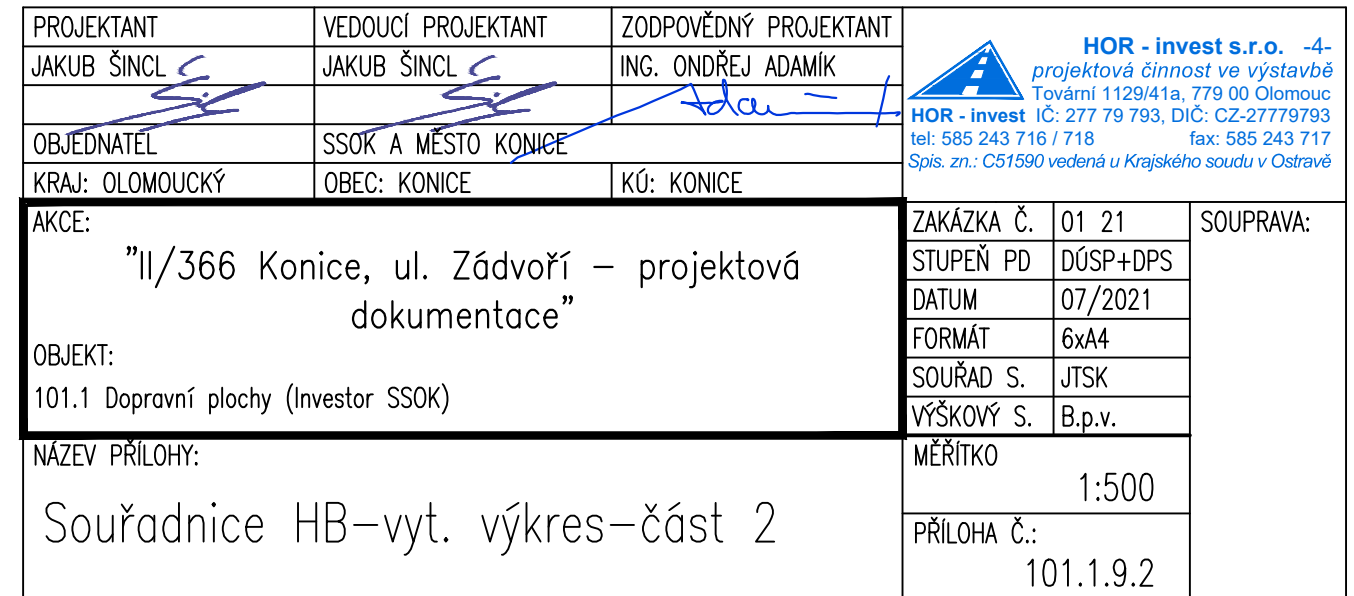 PROJEKTANT
VEDOUCÍ PROJEKTANT
ZODPOVĚDNÝ PROJEKTANT
JAKUB ŠINCL
JAKUB ŠINCL
ING. ONDŘEJ ADAMÍK
OBJEDNATEL
SSOK A MĚSTO KONICE
KRAJ: OLOMOUCKÝ
OBEC: KONICE
KÚ: KONICE
HOR - invest s.r.o. -4-
projektová činnost ve výstavbě
Tovární 1129/41a, 779 00 Olomouc
HOR - invest IČ: 277 79 793, DIČ: CZ-27779793
tel: 585 243 716 / 718 fax: 585 243 717
Spis. zn.: C51590 vedená u Krajského soudu v Ostravě
AKCE:
"II/366 Konice, ul. Zádvoří – projektová
dokumentace"
OBJEKT:
101.1 Dopravní plochy (Investor SSOK)
ZAKÁZKA Č. 01 21
STUPEŇ PD DÚSP+DPS
DATUM 07/2021
FORMÁT 6xA4
SOUŘAD S. JTSK
VÝŠKOVÝ S. B.p.v.
SOUPRAVA:
NÁZEV PŘÍLOHY:
Souřadnice HB–vyt. výkres–část 2
MĚŘÍTKO
1:500
PŘÍLOHA Č.:
101.1.9.2